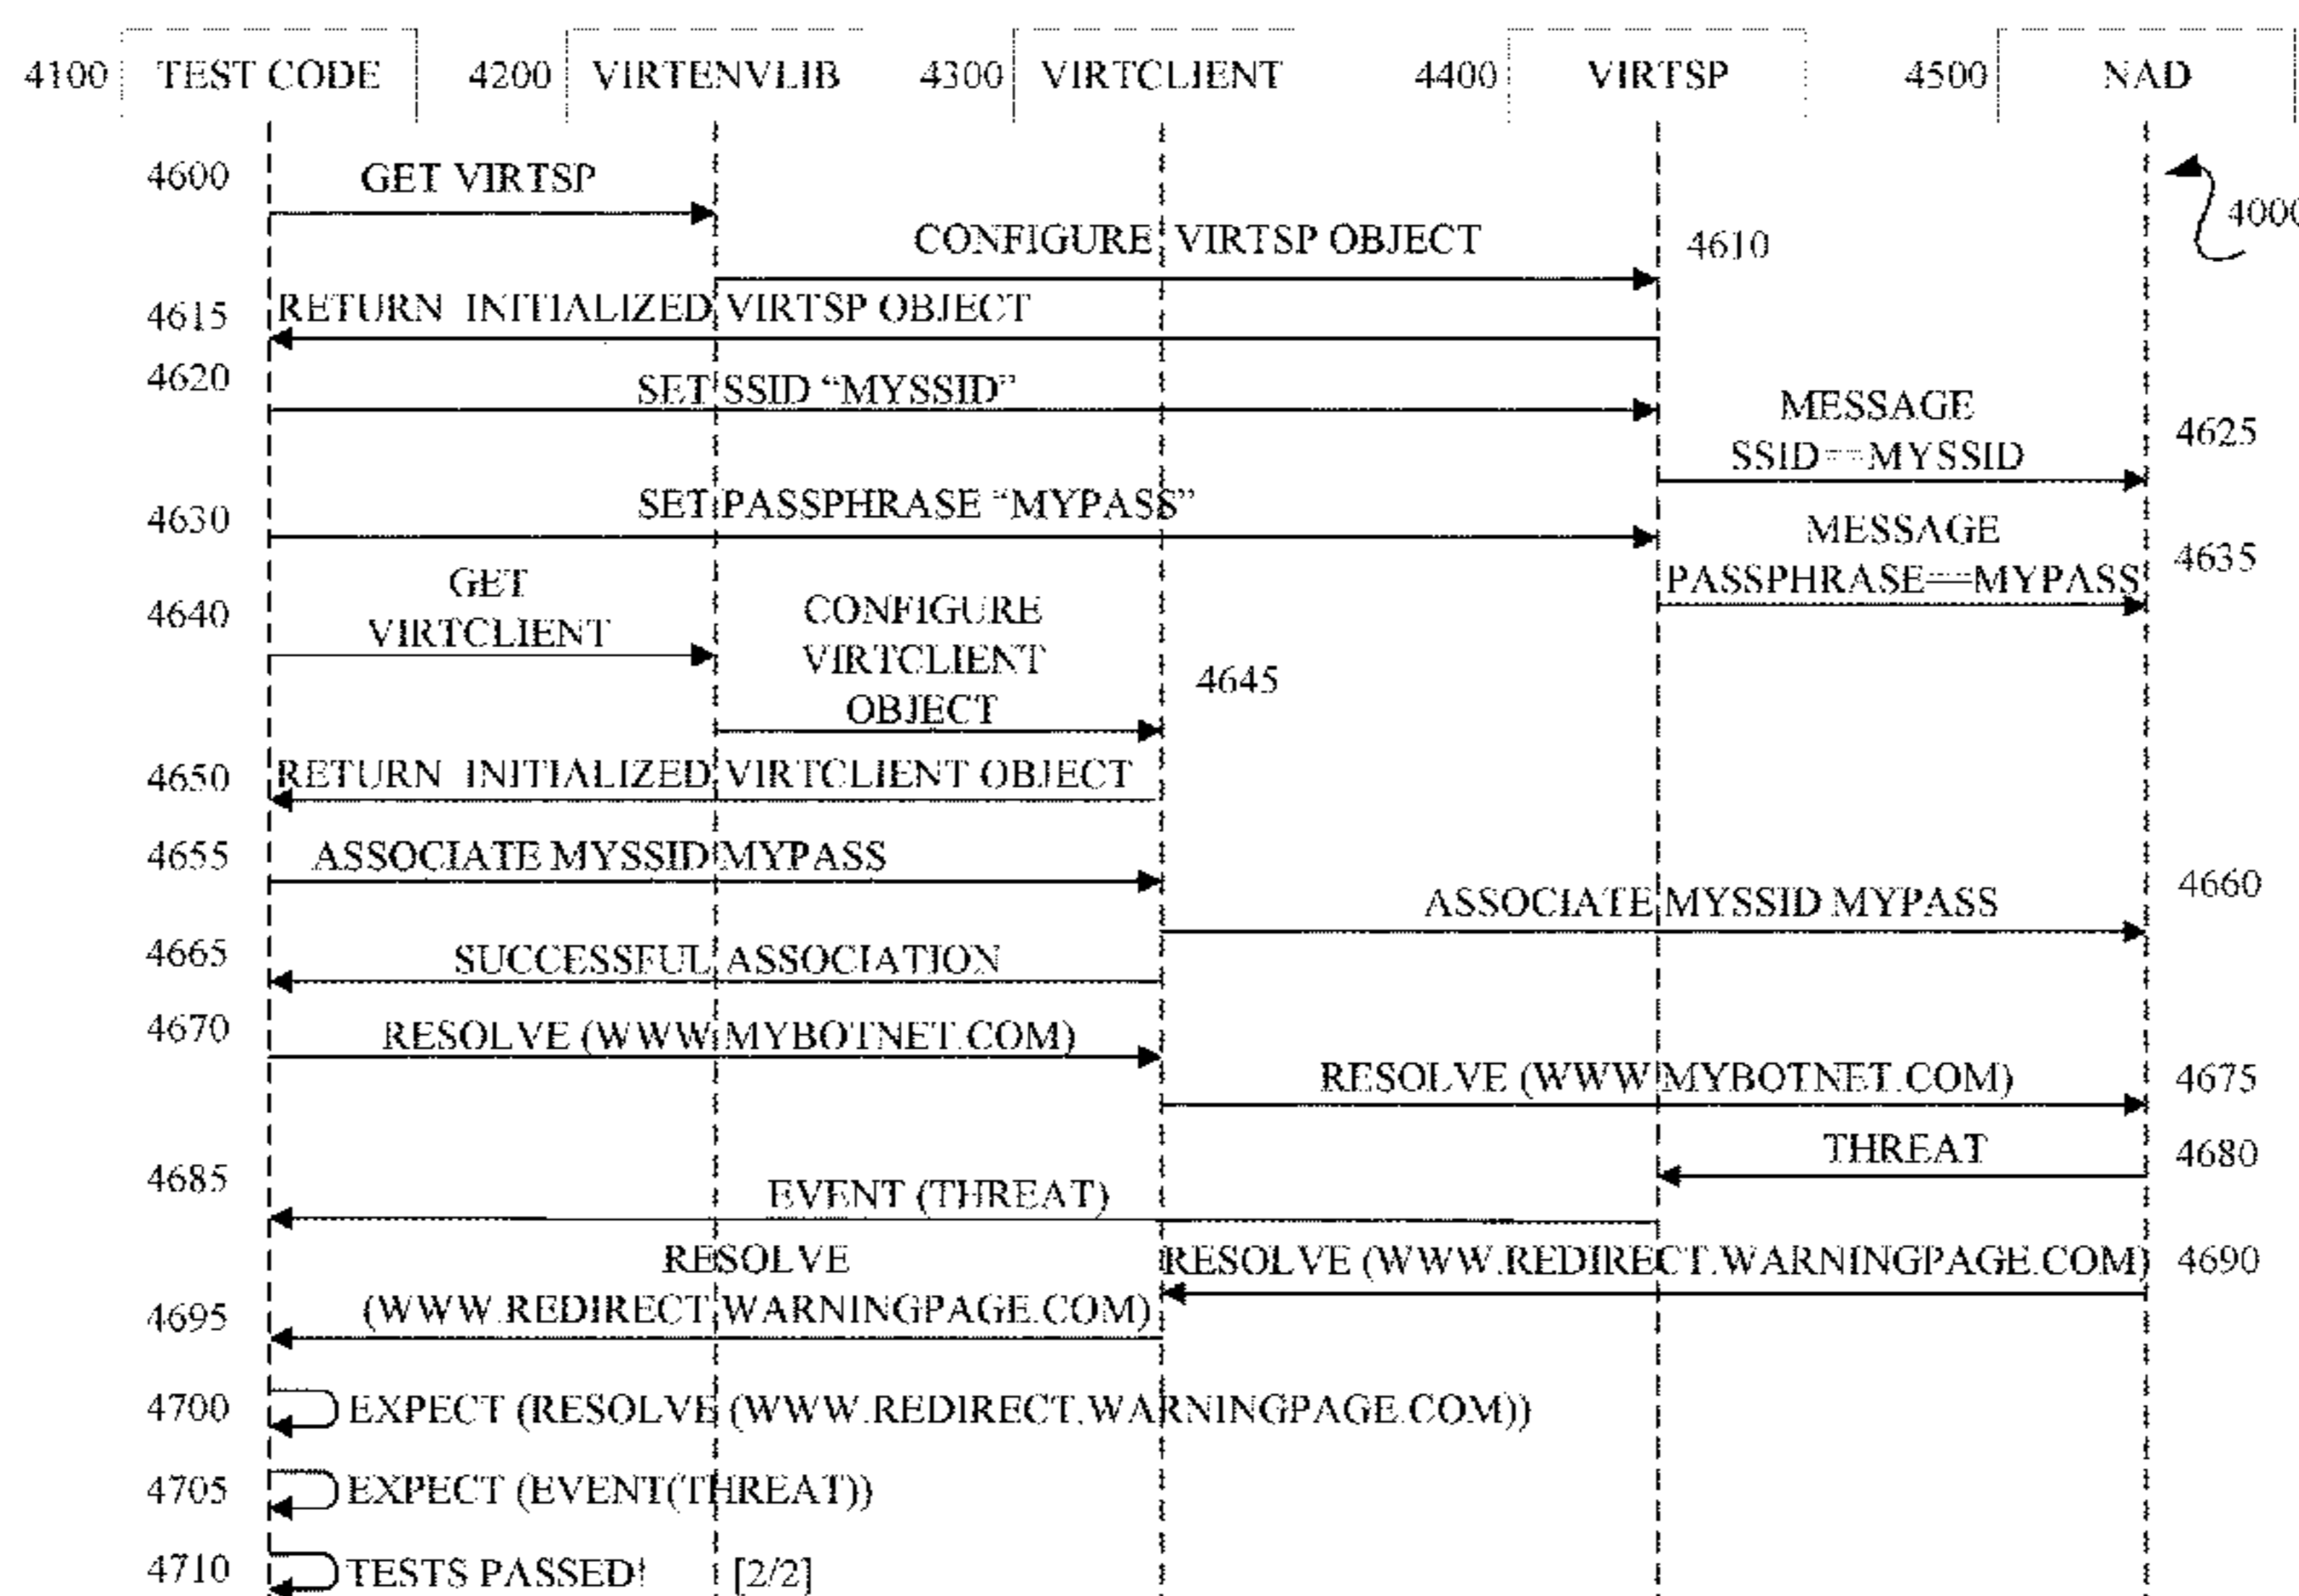 4100 TEST CODE 4200 VIRTENVLIB 4300 VIRTCLIENT 4400 VIRTSP 4500 NAD
4600 GET VIRTSP
4000
CONFIGURE VIRTSP OBJECT 4610
4615 RETURN INITIALIZED VIRTSP OBJECT
4620 SET SSID “MYSSID”
MESSAGE
SSID==MYSSID 4625
4630 SET PASSPHRASE “MYPASS”
MESSAGE
PASSPHRASE==MYPASS 4635
4640 GET
VIRTCLIENT
CONFIGURE
VIRTCLIENT
OBJECT
4645
4650 RETURN INITIALIZED VIRTCLIENT OBJECT
4655 ASSOCIATE MYSSID MYPASS
ASSOCIATE MYSSID MYPASS 4660
4665 SUCCESSFUL ASSOCIATION
4670 RESOLVE (WWW.MYBOTNET.COM)
RESOLVE (WWW.MYBOTNET.COM) 4675
THREAT 4680
4685 EVENT (THREAT)
RESOLVE (WWW.REDIRECT.WARNINGPAGE.COM) 4690
RESOLVE
4695 (WWW.REDIRECT.WARNINGPAGE.COM)
4700 EXPECT (RESOLVE (WWW.REDIRECT.WARNINGPAGE.COM))
4705 EXPECT (EVENT(THREAT))
4710 TESTS PASSED! [2/2]